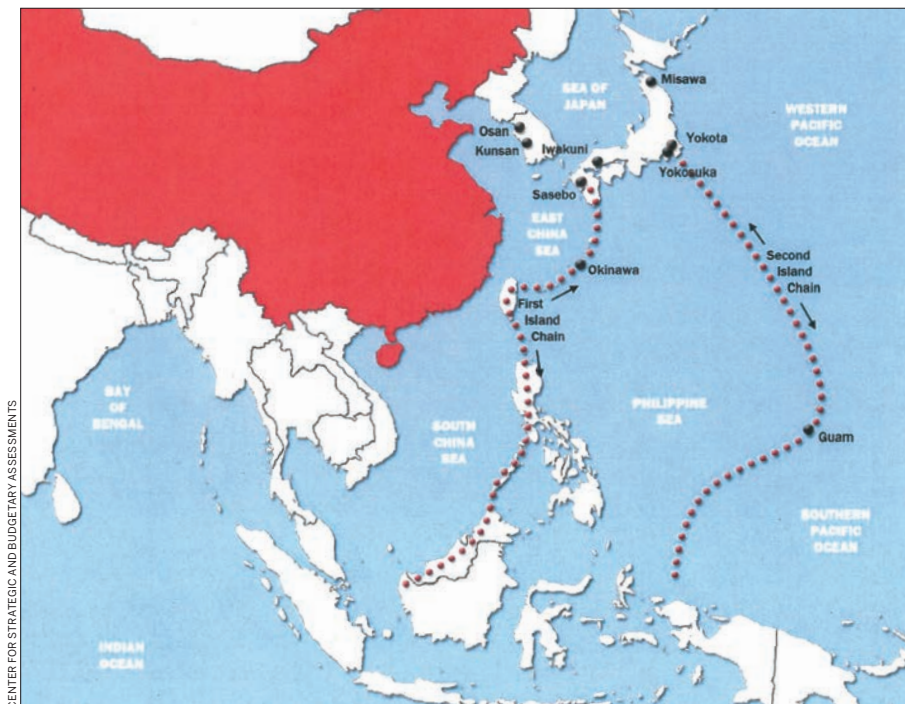 SEA OF
JAPAN
Misawa
WESTERN
PACIFIC
OCEAN
Osan
Kunsan
Iwakuni
Yokota
Yokosuka
Sasebo
EAST
CHINA
SEA
Okinawa
Second
Island
Chain
First
Island
Chain
BAY
OF
BENGAL
SOUTH
CHINA
SEA
PHILIPPINE
SEA
Guam
SOUTHERN
PACIFIC
OCEAN
INDIAN
OCEAN
CENTER FOR STRATEGIC AND BUDGETARY ASSESSMENTS